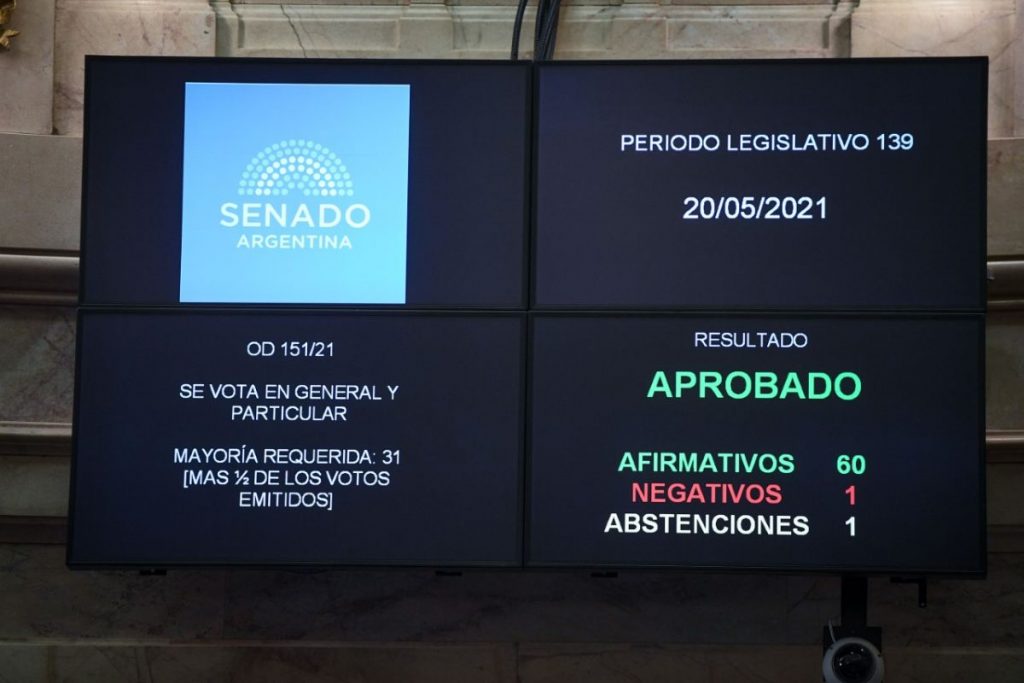 SENADO
ARGENTINA
PERIODO LEGISLATIVO 139
20/05/2021
OD 151/21
SE VOTA EN GENERAL Y
PARTICULAR
MAYORÍA REQUERIDA: 31
[MAS ½ DE LOS VOTOS
EMITIDOS]
RESULTADO
APROBADO
AFIRMATIVOS 60
NEGATIVOS 1
ABSTENCIONES 1